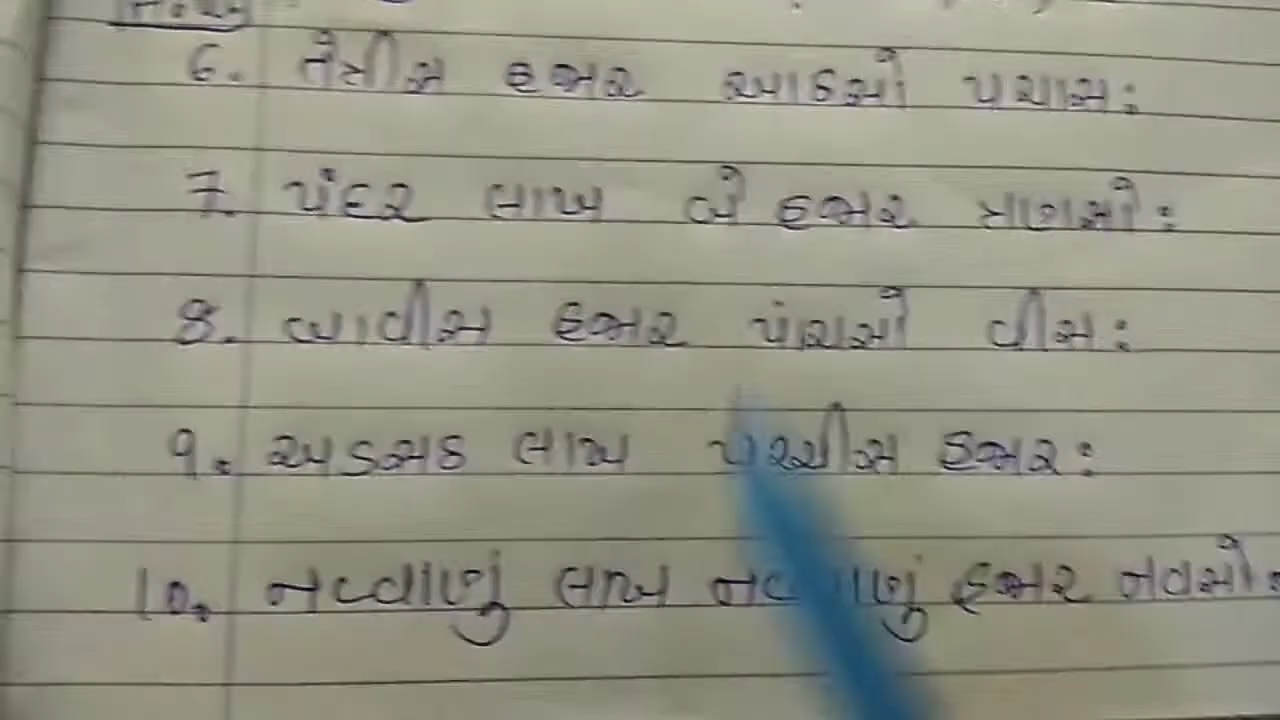 6. તેત્રીસ હજાર આઠસો પચાસ:
7. પંદર લાખ બે હજાર ત્રણસો:
8. બાવીસ હજાર પાંચસો વીસ:
9. અડસઠ લાખ પચ્ચીસ હજાર:
10. નવ્વાણું લાખ નવ્વાણું હજાર નવસો